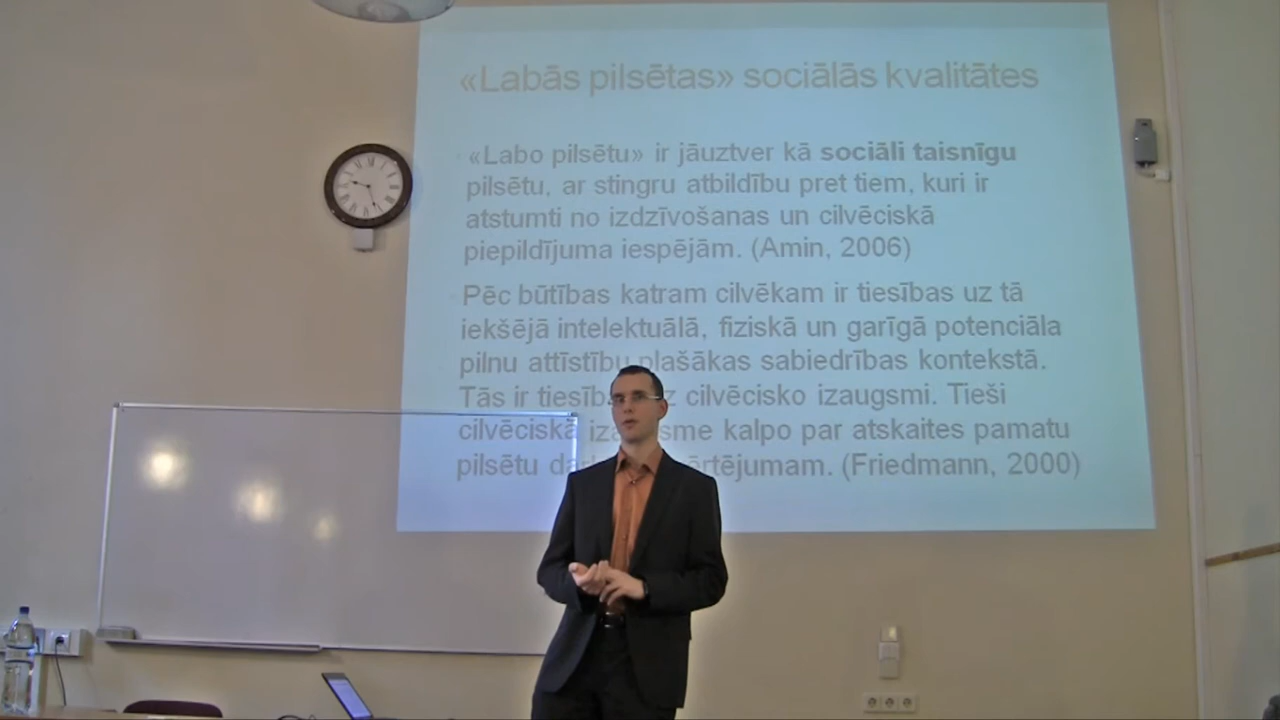 «Labās pilsētas» sociālās kvalitātes
«Labo pilsētu» ir jāuztver kā sociāli taisnīgu
pilsētu, ar stingru atbildību pret tiem, kuri ir
atstumti no izdzīvošanas un cilvēciskā
piepildījuma iespējām. (Amin, 2006)
Pēc būtības katram cilvēkam ir tiesības uz tā
iekšējā intelektuālā, fiziskā un garīgā potenciāla
pilnu attīstību plašākas sabiedrības kontekstā.
Tās ir cilvēcisko izaugsmi. Tieši
cilvēciskā kalpo par atskaites pamatu
pilsētu (Friedmann, 2000)